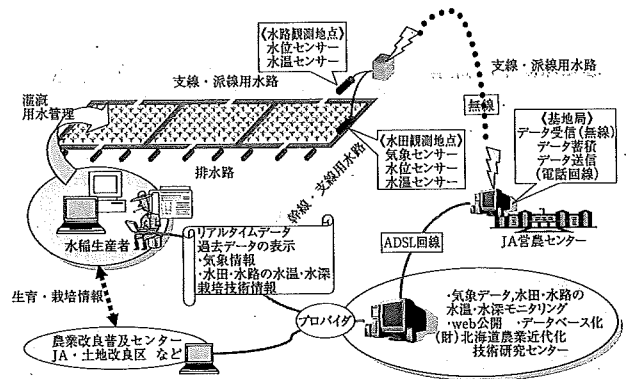 《水路観測地点》
水位センサー
水温センサー
支線・派線用水路
支線・派線用水路
灌漑
用水管理
無線
《基地局》
データ受信(無線)
データ蓄積
データ送信
(電話回線)
《水田観測地点》
気象センサー
水位センサー
水温センサー
排水路
幹線・支線用水路
水稲生産者
リアルタイムデータ
過去データの表示
・気象情報
・水田・水路の水温・水深
栽培技術情報
JA営農センター
ADSL回線
生育・栽培情報
プロバイダ
・気象データ,水田・水路の
水温・水深モニタリング
・web公開 ・データベース化
(財)北海道農業近代化
技術研究センター
農業改良普及センター
JA・土地改良区 など